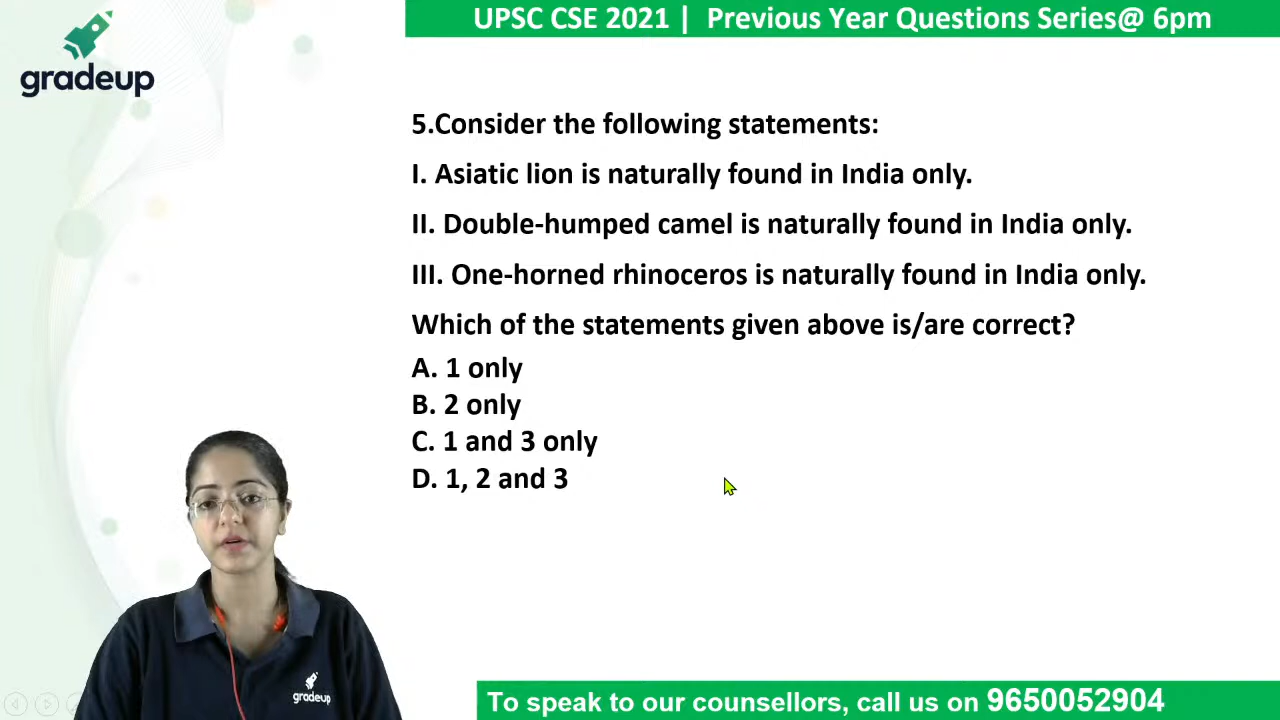 UPSC CSE 2021 | Previous Year Questions Series@ 6pm
gradeup
5.Consider the following statements:
I. Asiatic lion is naturally found in India only.
II. Double-humped camel is naturally found in India only.
III. One-horned rhinoceros is naturally found in India only.
Which of the statements given above is/are correct?
A. 1 only
B. 2 only
C. 1 and 3 only
D. 1, 2 and 3
gradeup
To speak to our counsellors, call us on 9650052904